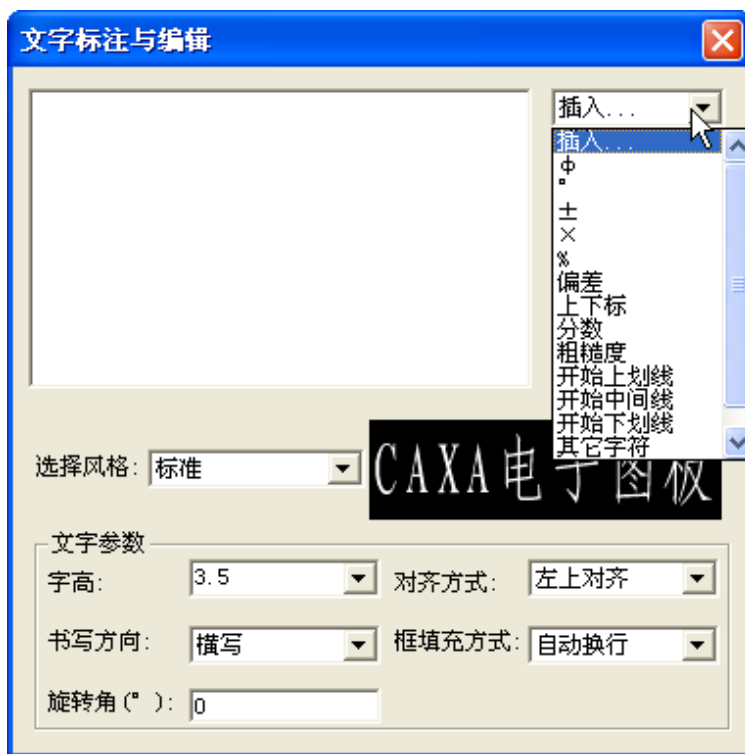 文字标注与编辑
插入...
插入...
φ
°
±
×
%
偏差
上下标
分数
粗糙度
开始上划线
开始中间线
开始下划线
其它字符
选择风格: 标准
CAXA电子图板
文字参数
字高: 3.5 对齐方式: 左上对齐
书写方向: 横写 框填充方式: 自动换行
旋转角(° ): 0